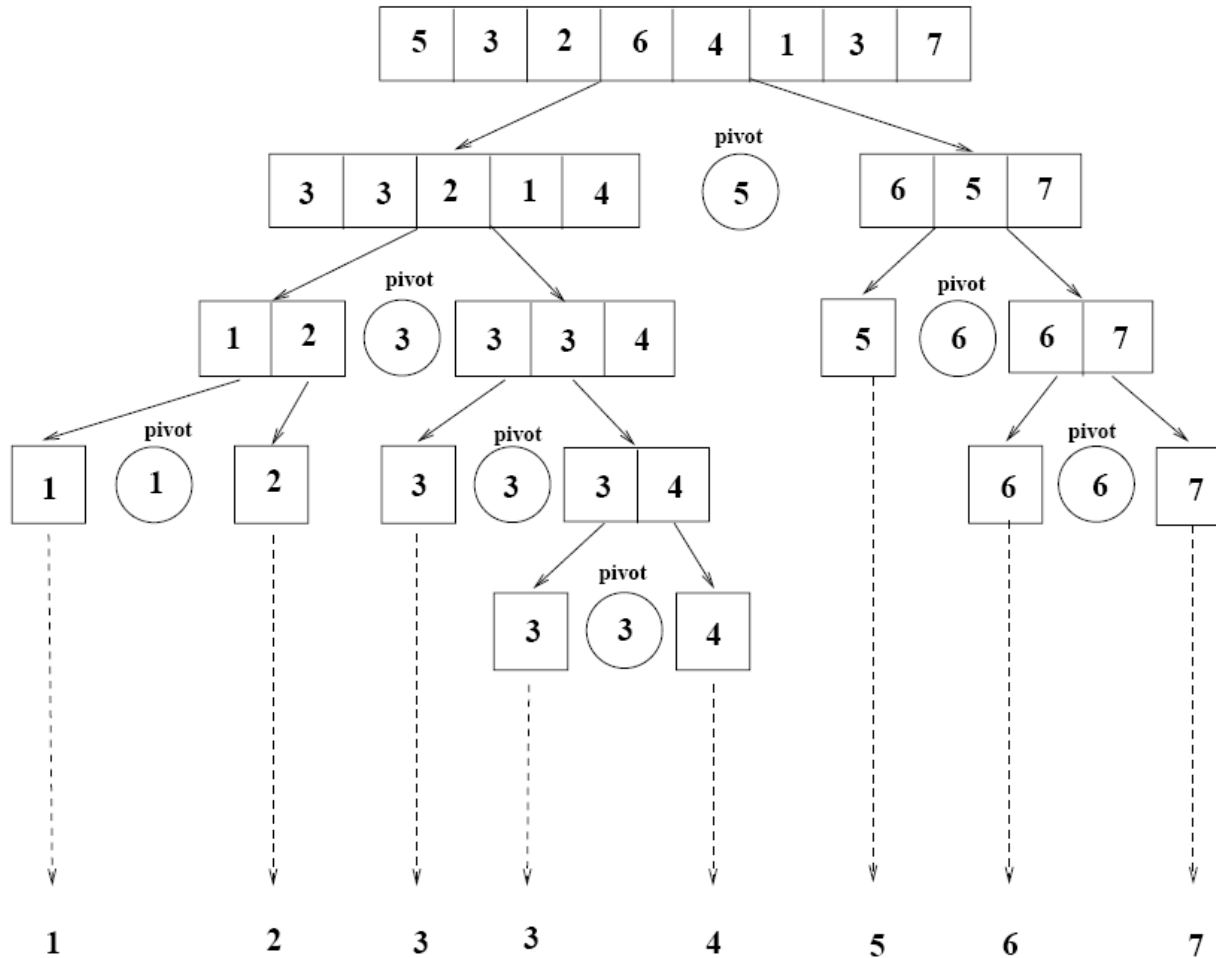 5 3 2 6 4 1 3 7
pivot
3 3 2 1 4 5 6 5 7
pivot pivot
1 2 3 3 3 4 5 6 6 7
pivot pivot pivot
1 1 2 3 3 3 4 6 6 7
pivot
3 3 4
1 2 3 3 4 5 6 7